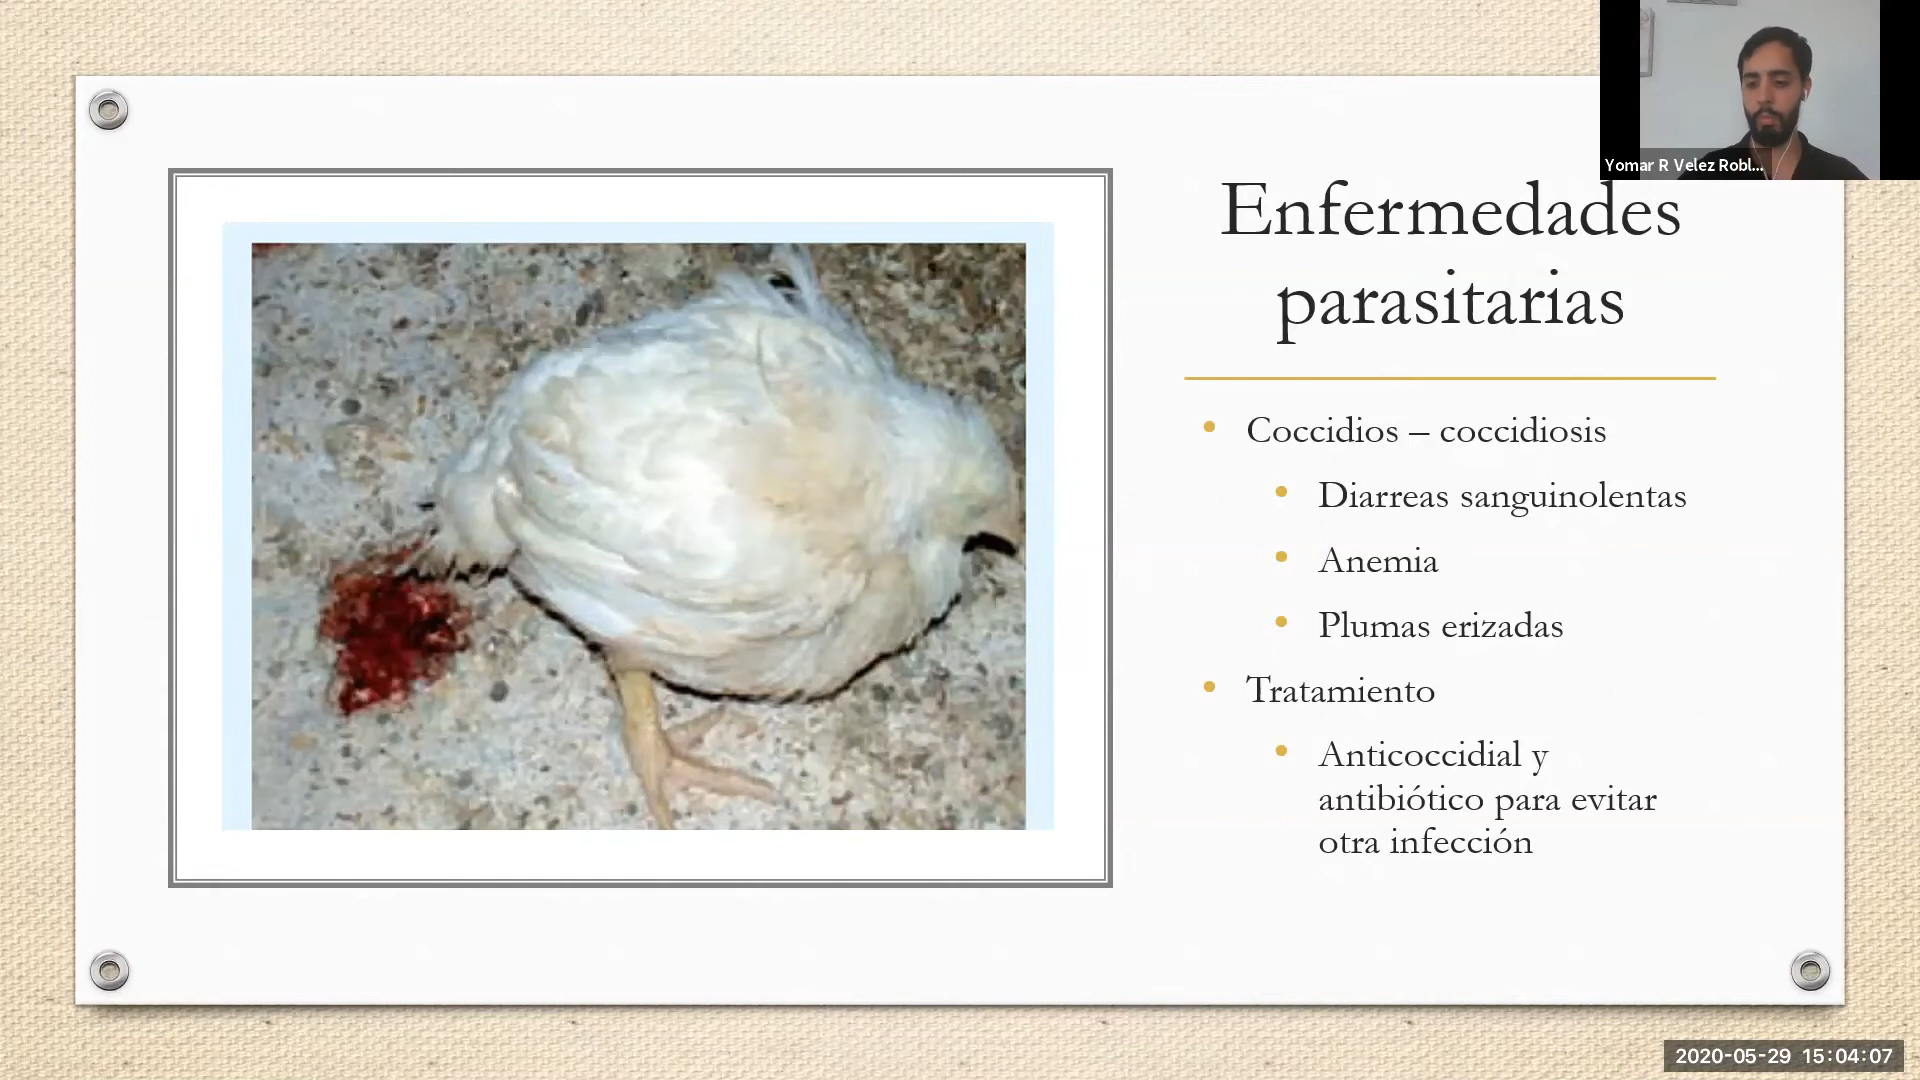 Yomar R Velez Robl...
Enfermedades
parasitarias
• Coccidios – coccidiosis
• Diarreas sanguinolentas
• Anemia
• Plumas erizadas
• Tratamiento
• Anticoccidial y
antibiótico para evitar
otra infección
2020-05-29 15:04:07